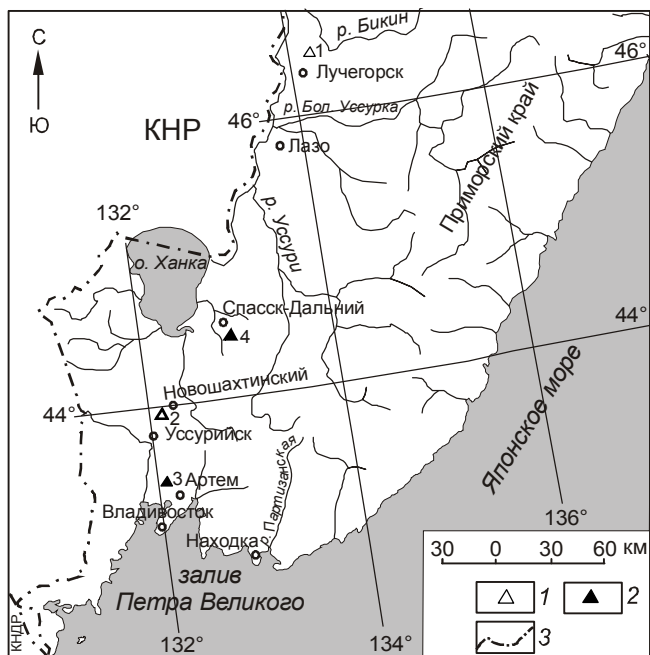 С
Ю
р. Бикин
1
Лучегорск
46°
р. Бол. Уссурка
46°
КНР
Лазо
Приморский край
132°
р. Уссури
о. Ханка
Спасск-Дальний
4
44°
Новошахтинский
44°
2
Уссурийск
Японское море
3
Артем
р. Партизанская
Владивосток
136°
Находка
залив
Петра Великого
30 0 30 60 км
1 2
3
КНДР
132°
134°